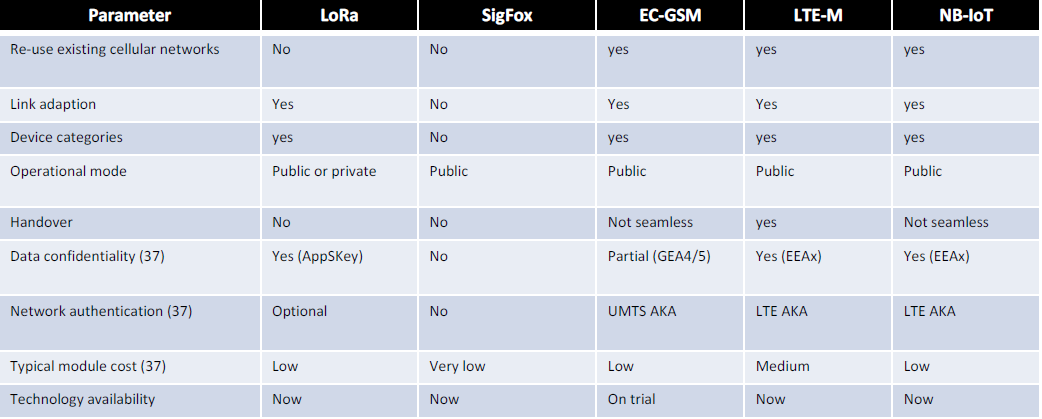 Parameter LoRa SigFox EC-GSM LTE-M NB-IoT
Re-use existing cellular networks No No yes yes yes
Link adaption Yes No Yes Yes yes
Device categories yes No yes yes yes
Operational mode Public or private Public Public Public Public
Handover No No Not seamless yes Not seamless
Data confidentiality (37) Yes (AppSKey) No Partial (GEA4/5) Yes (EEAx) Yes (EEAx)
Network authentication (37) Optional No UMTS AKA LTE AKA LTE AKA
Typical module cost (37) Low Very low Low Medium Low
Technology availability Now Now On trial Now Now